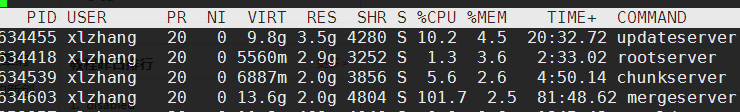 PID USER PR NI VIRT RES SHR S %CPU %MEM TIME+ COMMAND
634455 xlzhang 20 0 9.8g 3.5g 4280 S 10.2 4.5 20:32.72 updateserver
634418 xlzhang 20 0 5560m 2.9g 3252 S 1.3 3.6 2:33.02 rootserver
634539 xlzhang 20 0 6887m 2.0g 3856 S 5.6 2.6 4:50.14 chunkserver
634603 xlzhang 20 0 13.6g 2.0g 4804 S 101.7 2.5 81:48.62 mergeserver